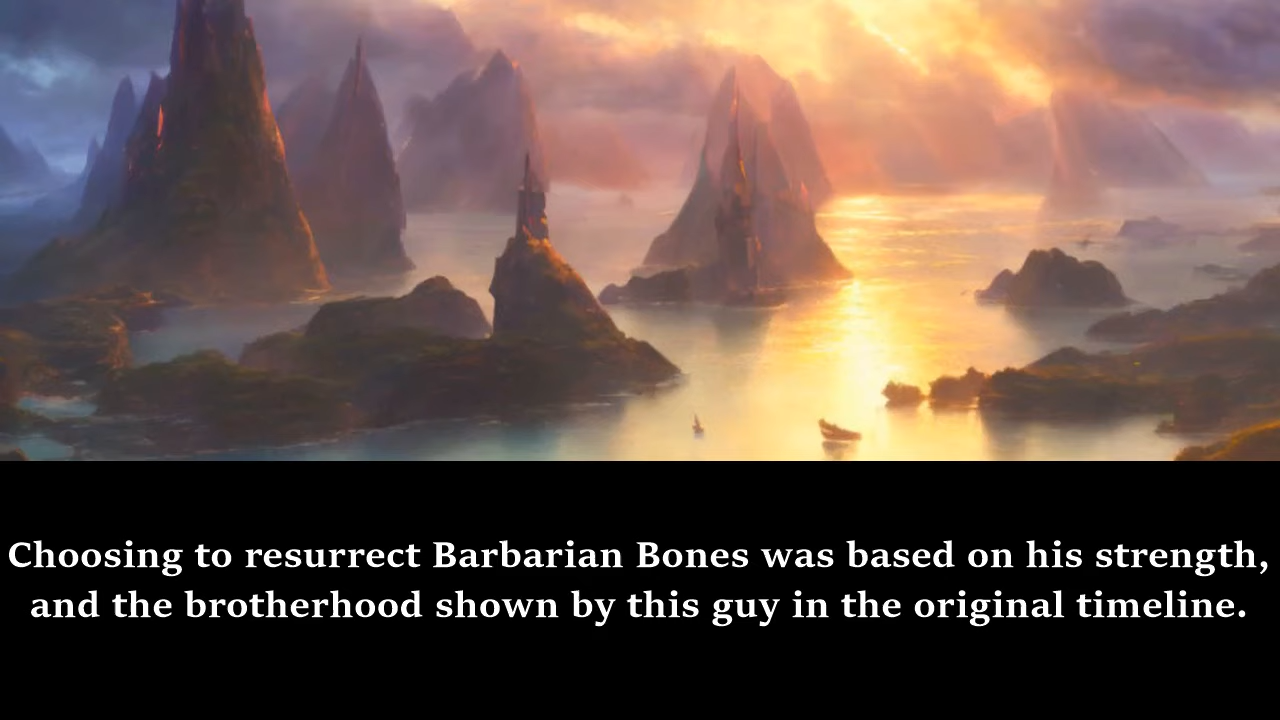 Choosing to resurrect Barbarian Bones was based on his strength,
and the brotherhood shown by this guy in the original timeline.